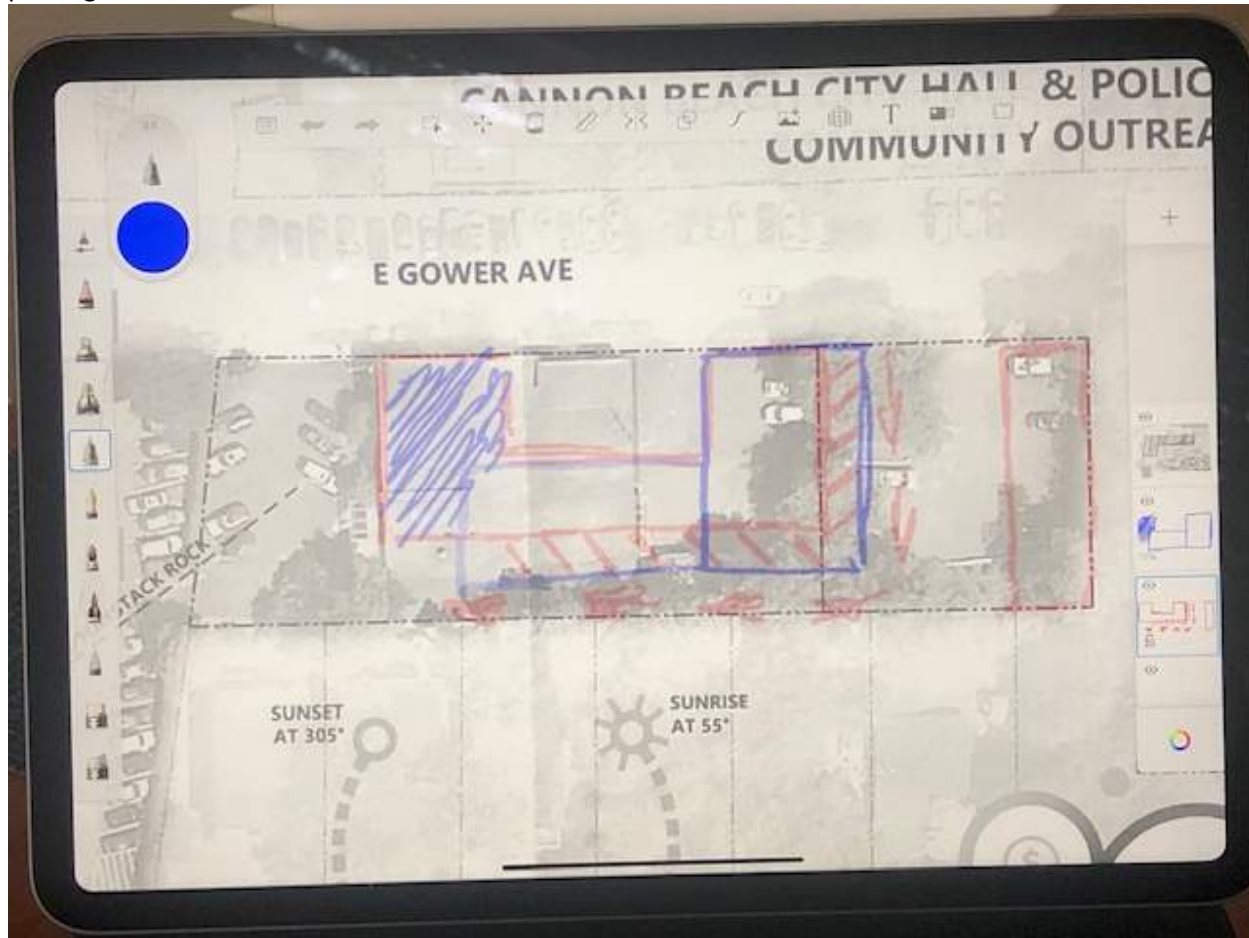 CANNON BEACH CITY HALL & POLIC
COMMUNITY OUTREA
T
E GOWER AVE
STACK ROCK
SUNSET
AT 305°
SUNRISE
AT 55°
$